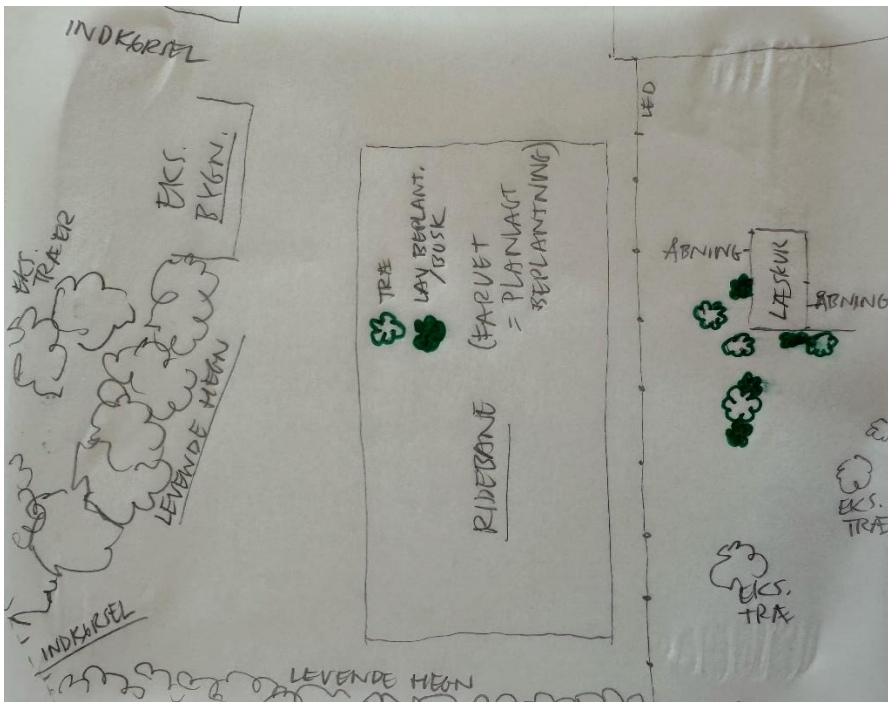 INDKØRSEL
LED
EKS.
BYGN.
EKS.
TRÆER
LEVENDE HEGN
TRÆ
LAV BEPLANT.
/BUSK
(FARVET
= PLANLAGT
BEPLANTNING)
RIDEBANE
ÅBNING
LÆSKUR
ÅBNING
EKS.
TRÆ
EKS.
TRÆ
INDKØRSEL
LEVENDE HEGN